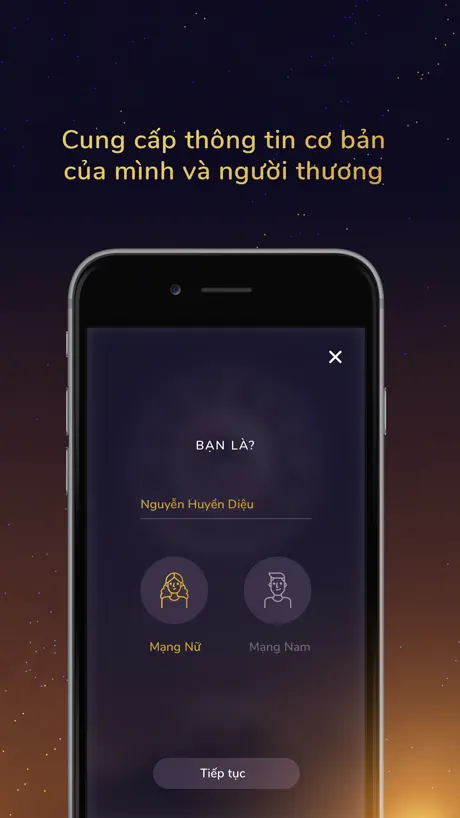 Cung cấp thông tin cơ bản
của mình và người thương
BẠN LÀ?
Nguyễn Huyền Diệu
Mạng Nữ
Mạng Nam
Tiếp tục